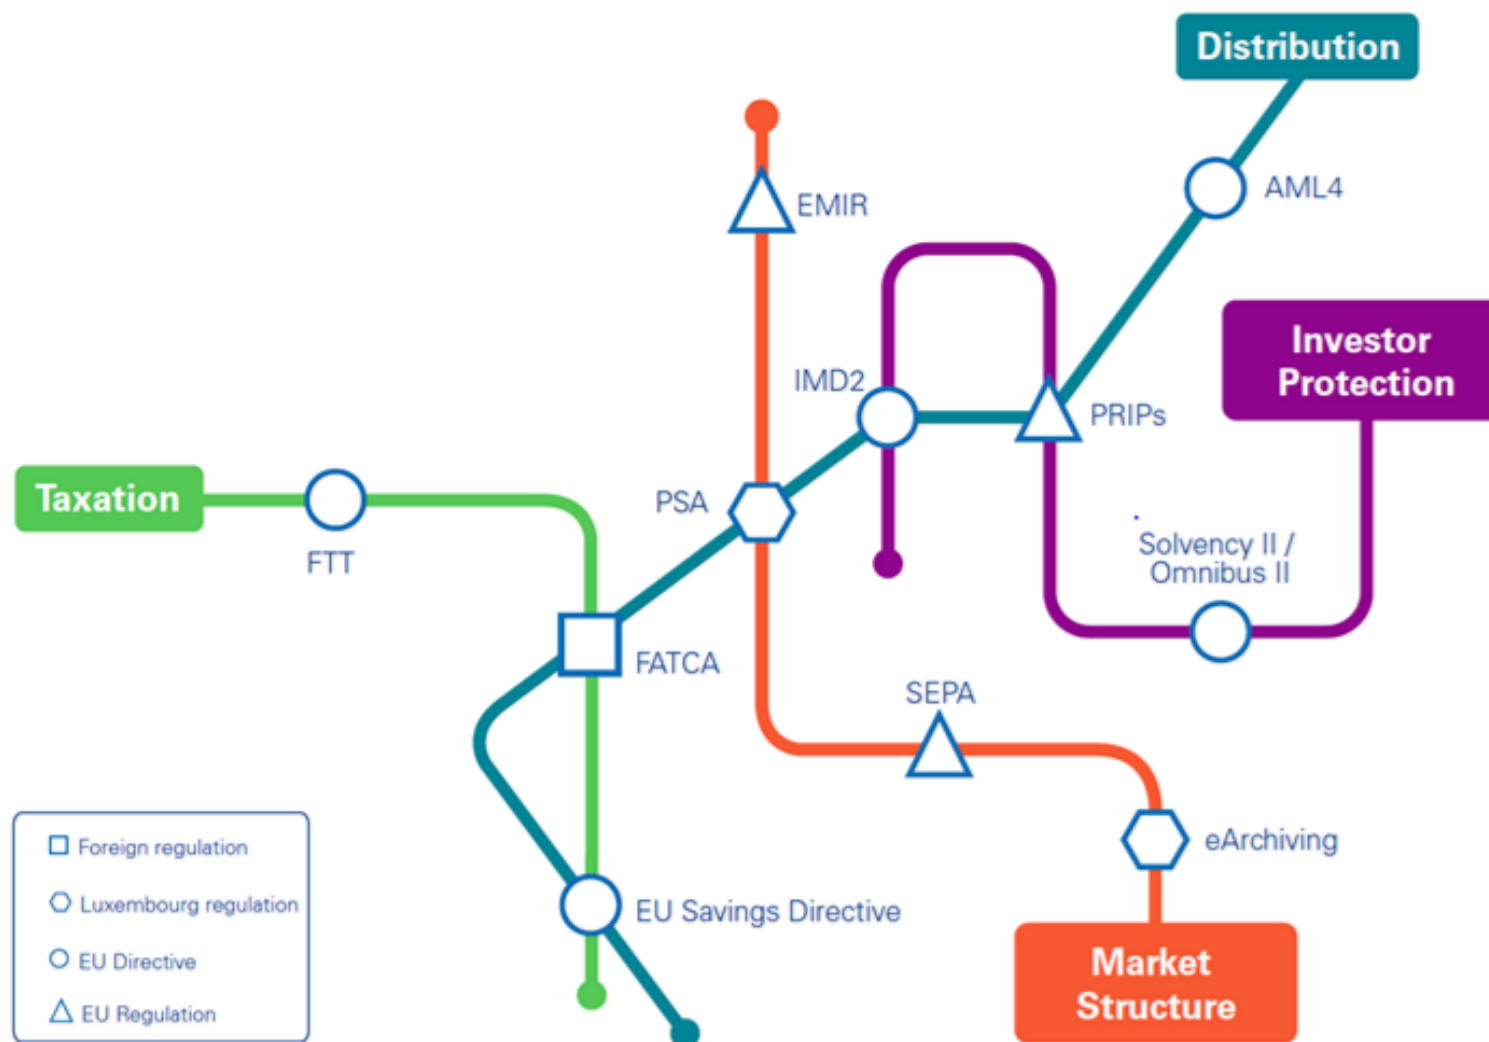 Distribution
AML4
EMIR
Investor
Protection
IMD2
PRIPs
Taxation
PSA
FTT
Solvency II /
Omnibus II
FATCA
SEPA
eArchiving
EU Savings Directive
Market
Structure
Foreign regulation
Luxembourg regulation
EU Directive
EU Regulation